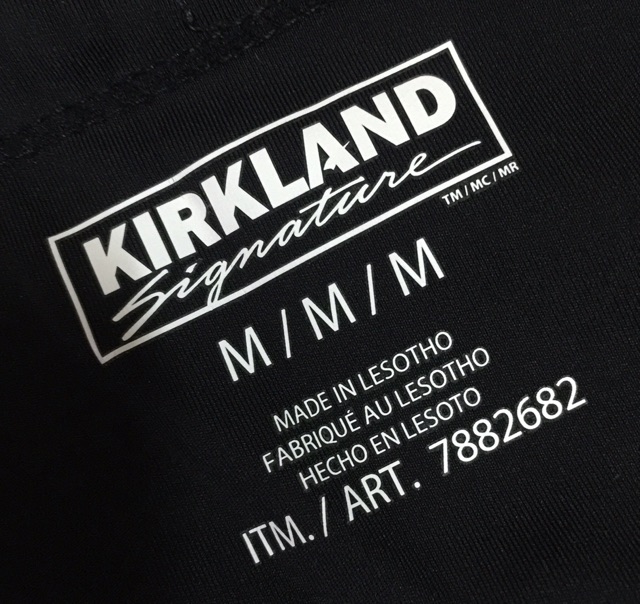 KIRKLAND
Signature
TM / MC / MR
M / M / M
MADE IN LESOTHO
FABRIQUÉ AU LESOTHO
HECHO EN LESOTO
ITM. / ART. 7882682